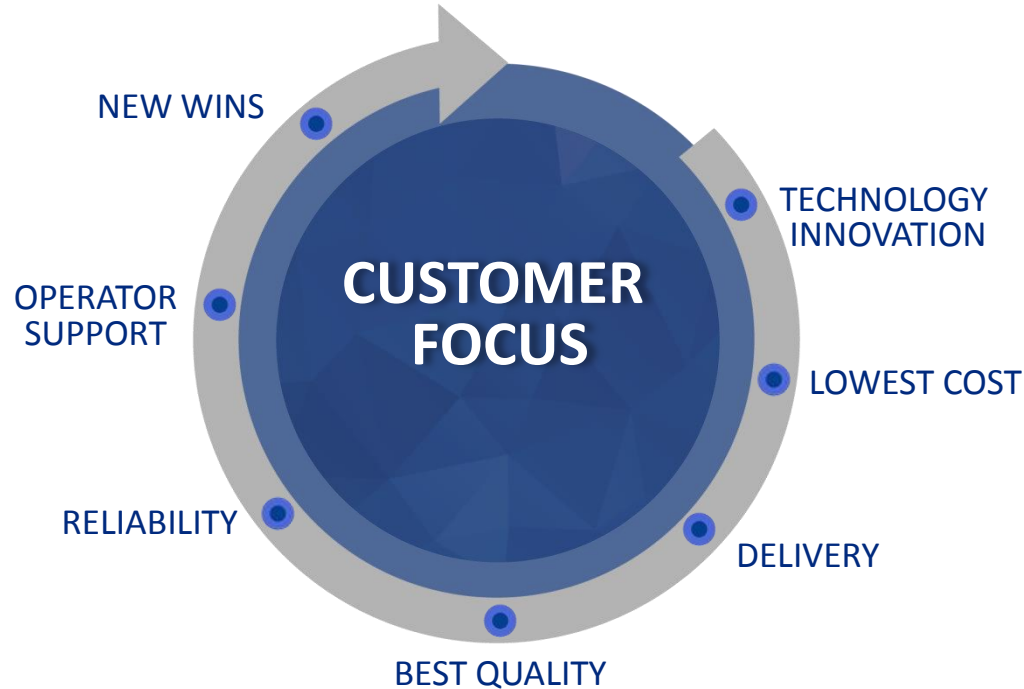 CUSTOMER
FOCUS
TECHNOLOGY
INNOVATION
LOWEST COST
DELIVERY
BEST QUALITY
RELIABILITY
OPERATOR
SUPPORT
NEW WINS